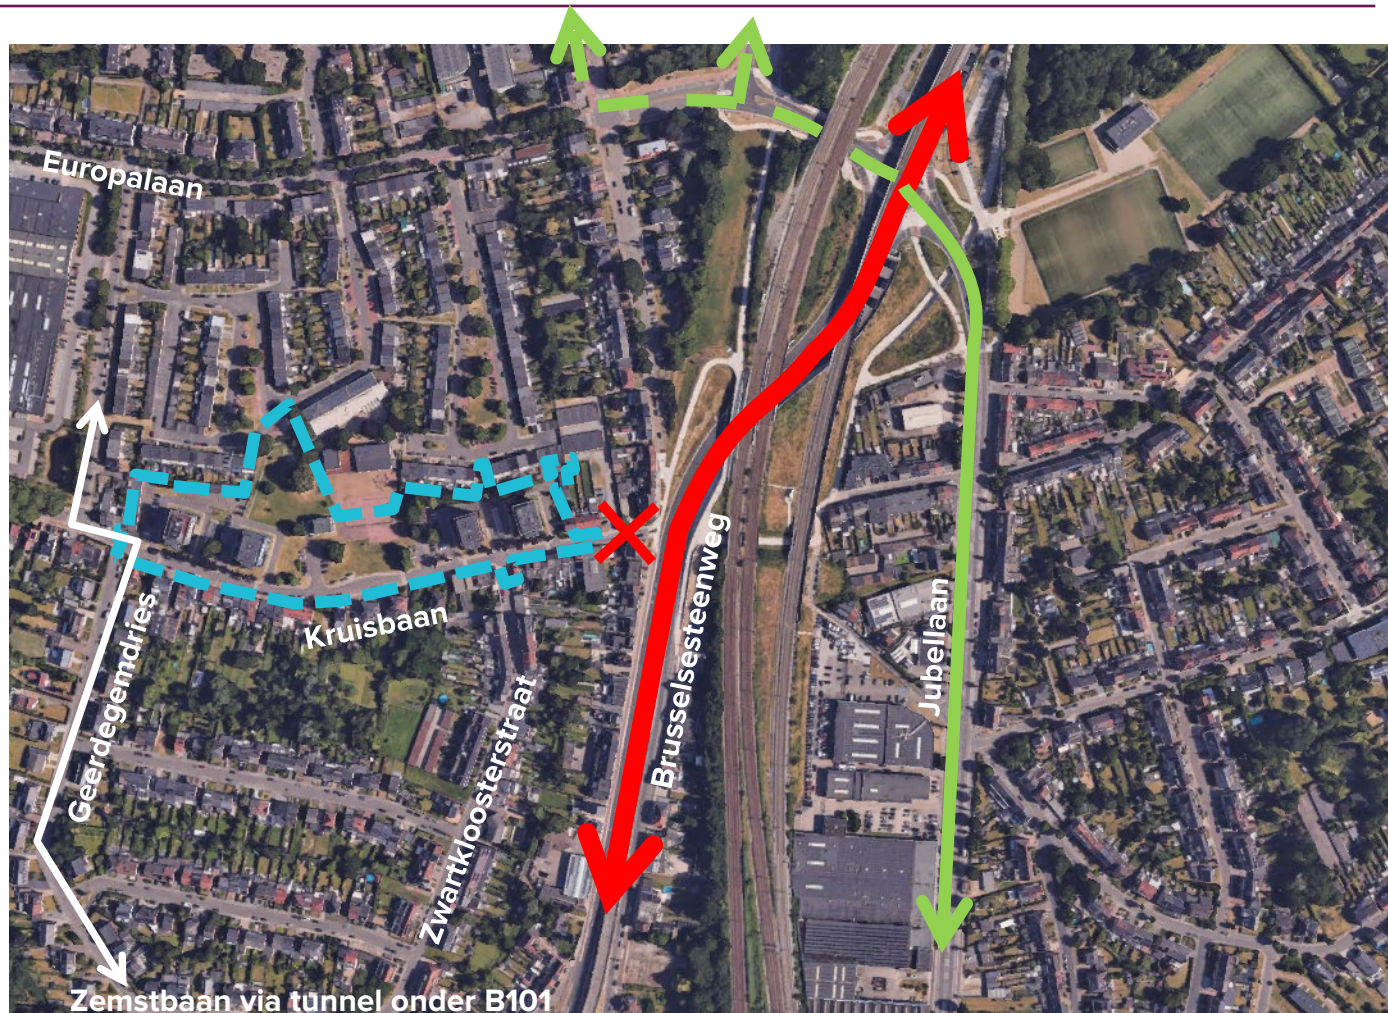 Europalaan
Kruisbaan
Geerdegemdries
Zwartkloosterstraat
Brusselsesteenweg
Jubellaan
Zemstbaan via tunnel onder B101